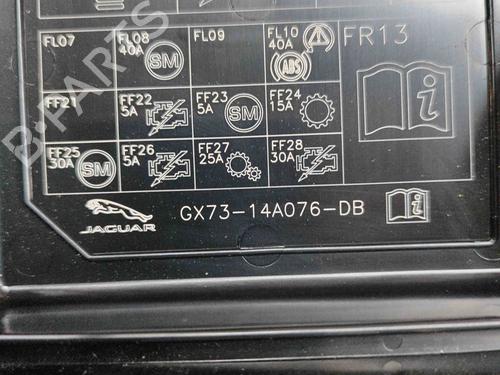 FL07 FL08 FL09 FL10 FR13
40A 40A
SM ABS
FF21 FF22 FF23 FF24
5A 5A 15A
SM
FF25 FF26 FF27 FF28
30A 5A 25A 30A
SM
GX73-14A076-DB
JAGUAR
B-PARTS